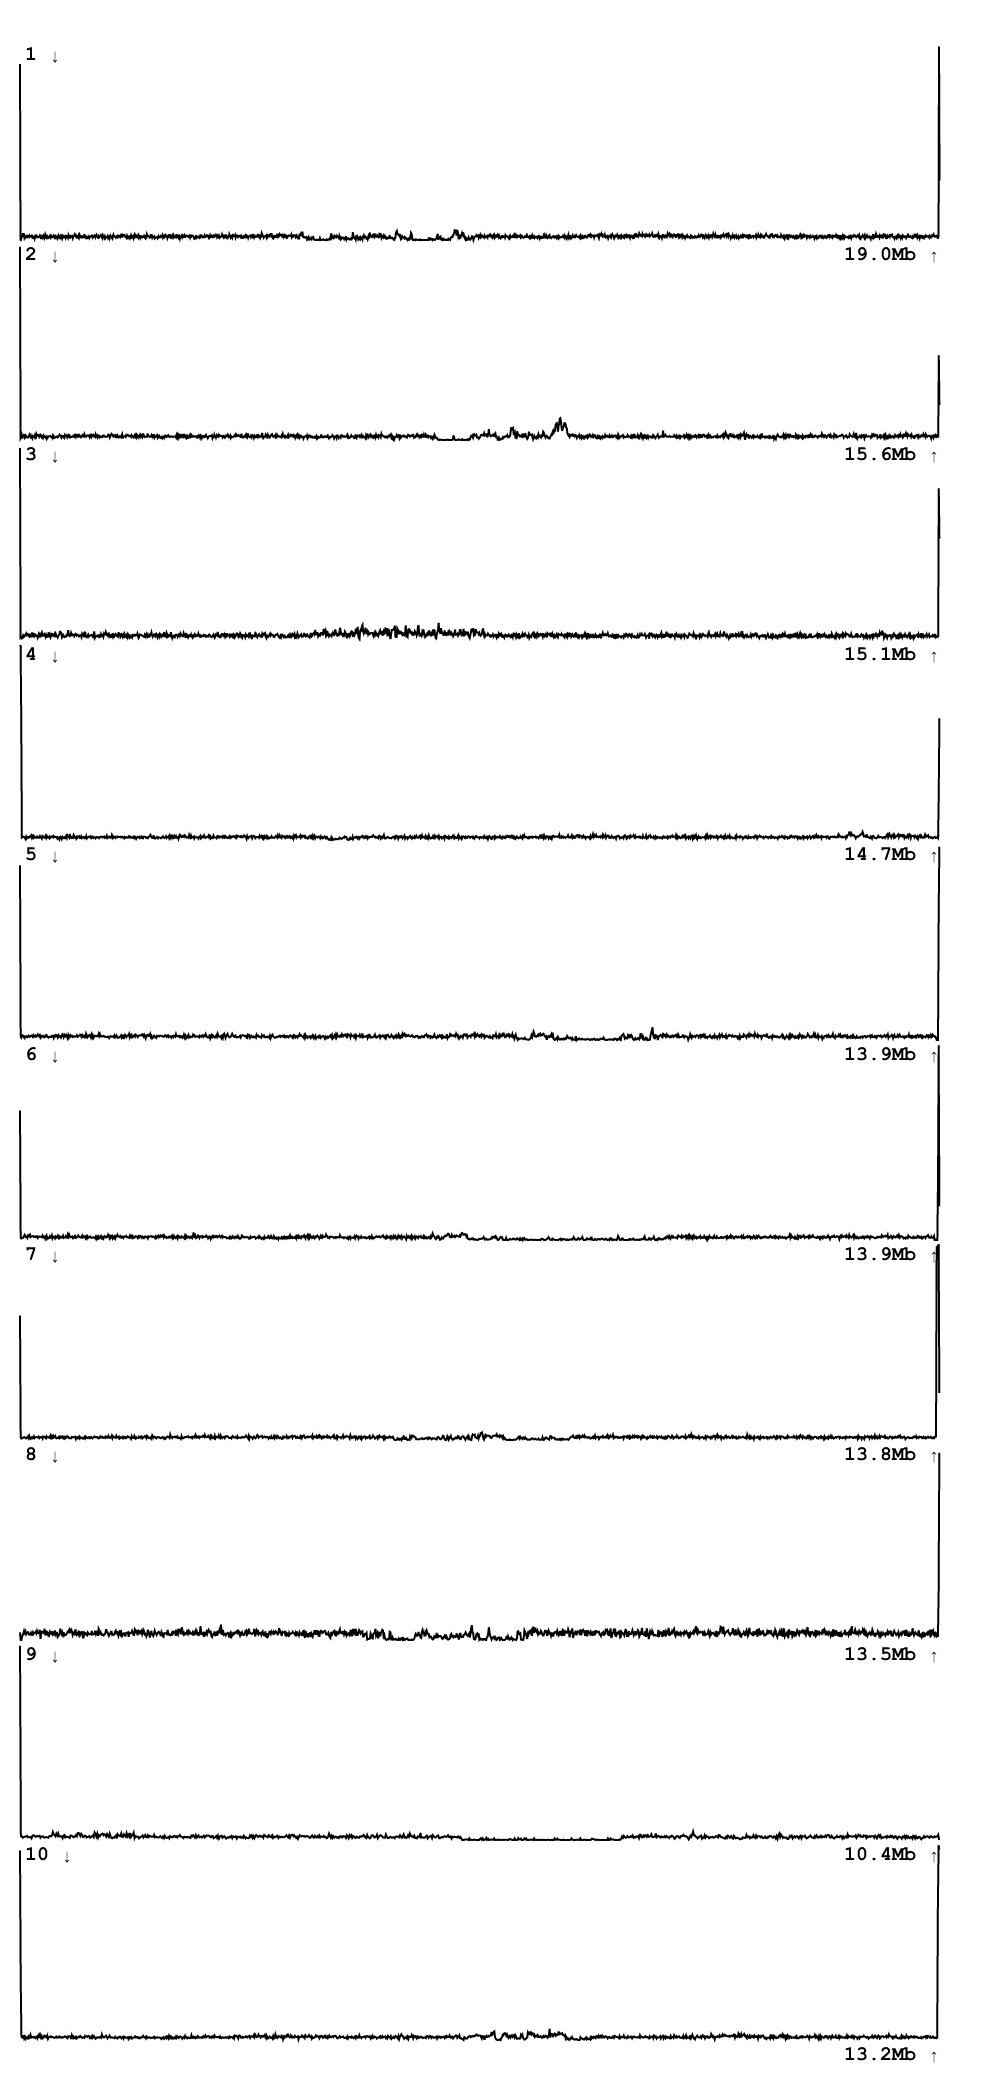 1 ↓
19.0Mb ↑
2 ↓
15.6Mb ↑
3 ↓
15.1Mb ↑
4 ↓
14.7Mb ↑
5 ↓
13.9Mb ↑
6 ↓
13.9Mb ↑
7 ↓
13.8Mb ↑
8 ↓
13.5Mb ↑
9 ↓
10.4Mb ↑
10 ↓
13.2Mb ↑